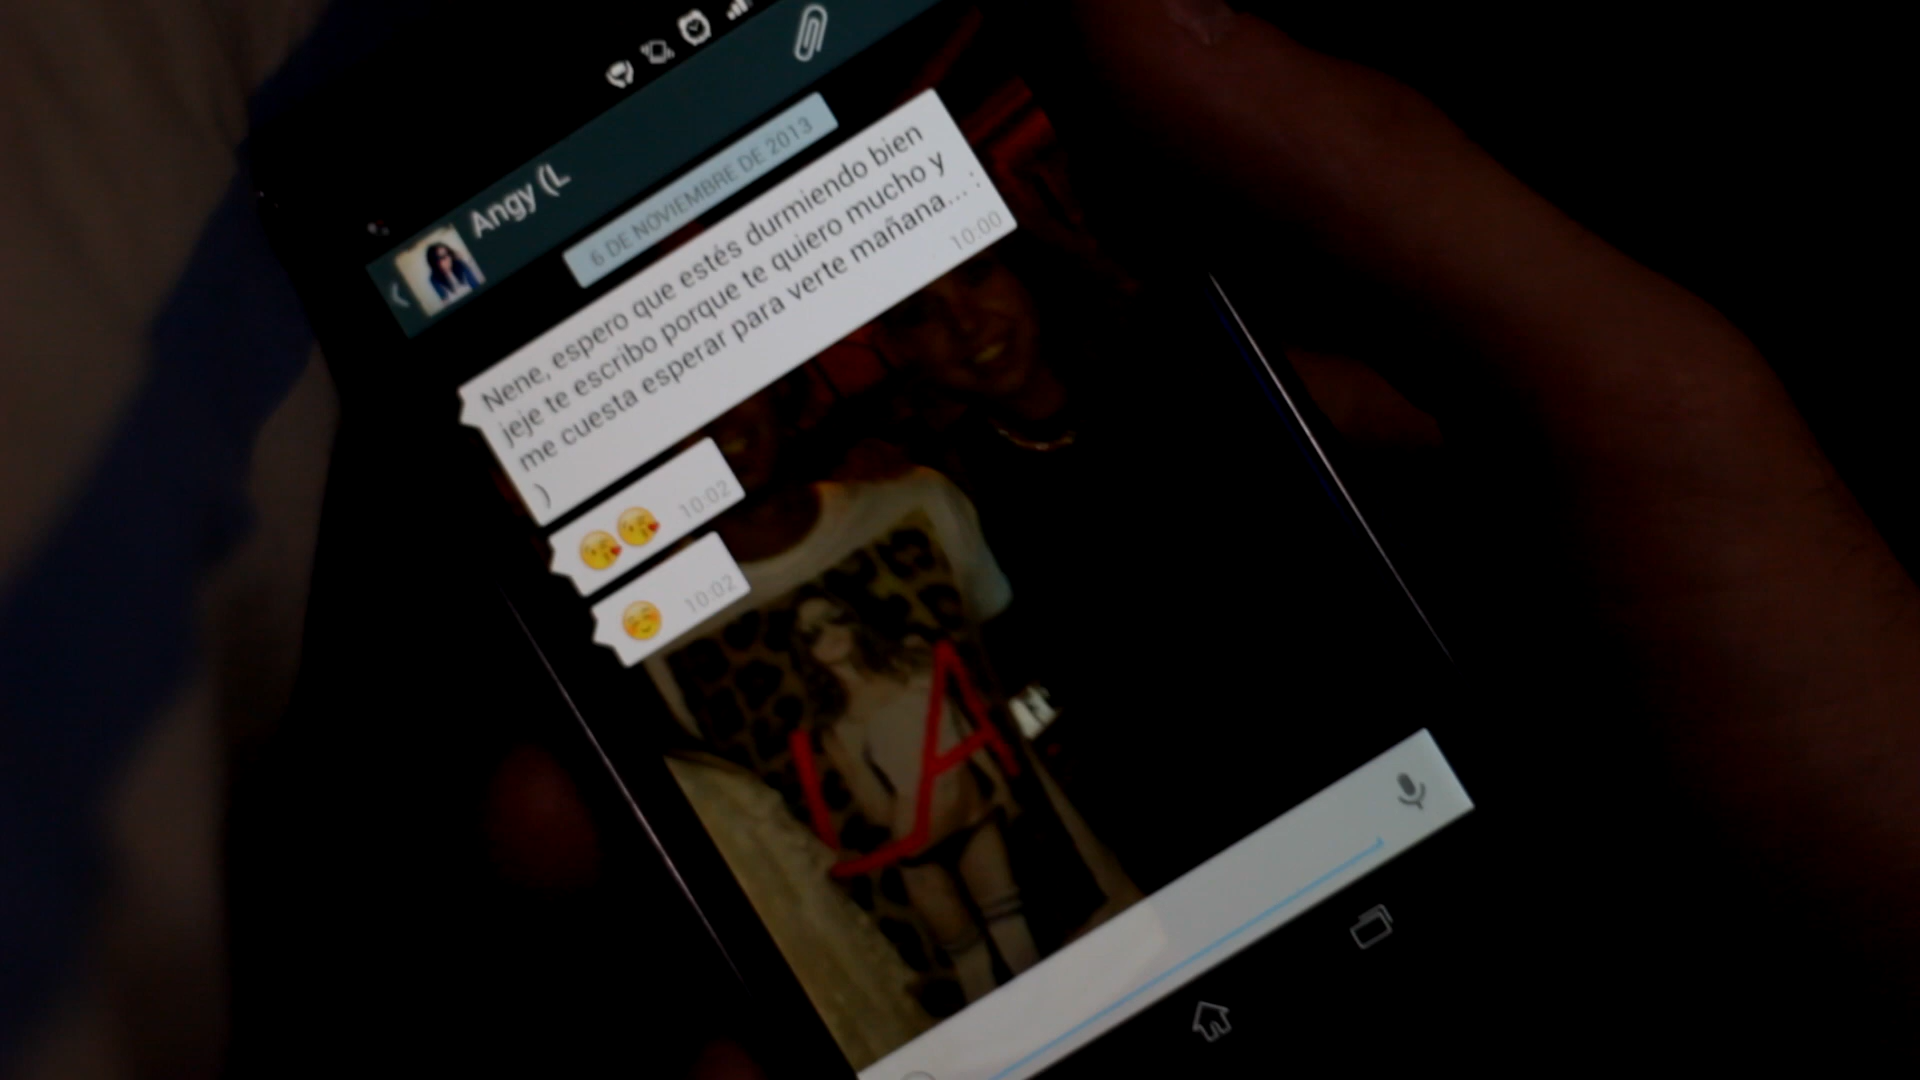 Angy (L
6 DE NOVIEMBRE DE 2013
Nene, espero que estés durmiendo bien
jeje te escribo porque te quiero mucho y
me cuesta esperar para verte mañana... :
)
10:00
😘😘 10:02
☺️ 10:02
LA